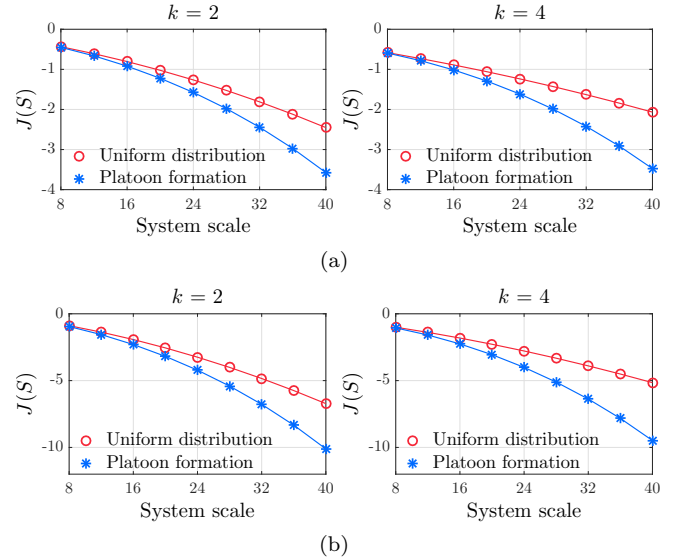 k = 2
k = 4
0
-1
-2
-3
-4
J(S)
Uniform distribution
Platoon formation
8 16 24 32 40
System scale
0
-1
-2
-3
-4
J(S)
Uniform distribution
Platoon formation
8 16 24 32 40
System scale
(a)
k = 2
k = 4
0
-5
-10
J(S)
Uniform distribution
Platoon formation
8 16 24 32 40
System scale
0
-5
-10
J(S)
Uniform distribution
Platoon formation
8 16 24 32 40
System scale
(b)